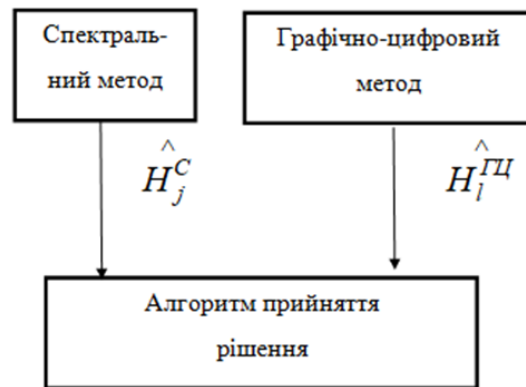 Спектраль-
ний метод
Графічно-цифровий
метод
Ĥ_j^C
Ĥ_l^{ГЦ}
Алгоритм прийняття
рішення